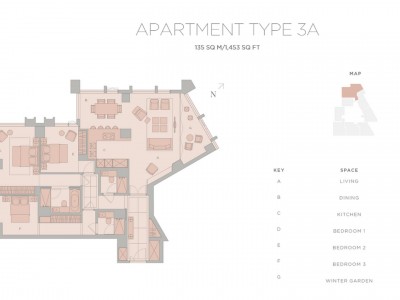 APARTMENT TYPE 3A
135 SQ M/1,453 SQ FT
N
MAP
KEY SPACE
A LIVING
B DINING
C KITCHEN
D BEDROOM 1
E BEDROOM 2
F BEDROOM 3
G WINTER GARDEN